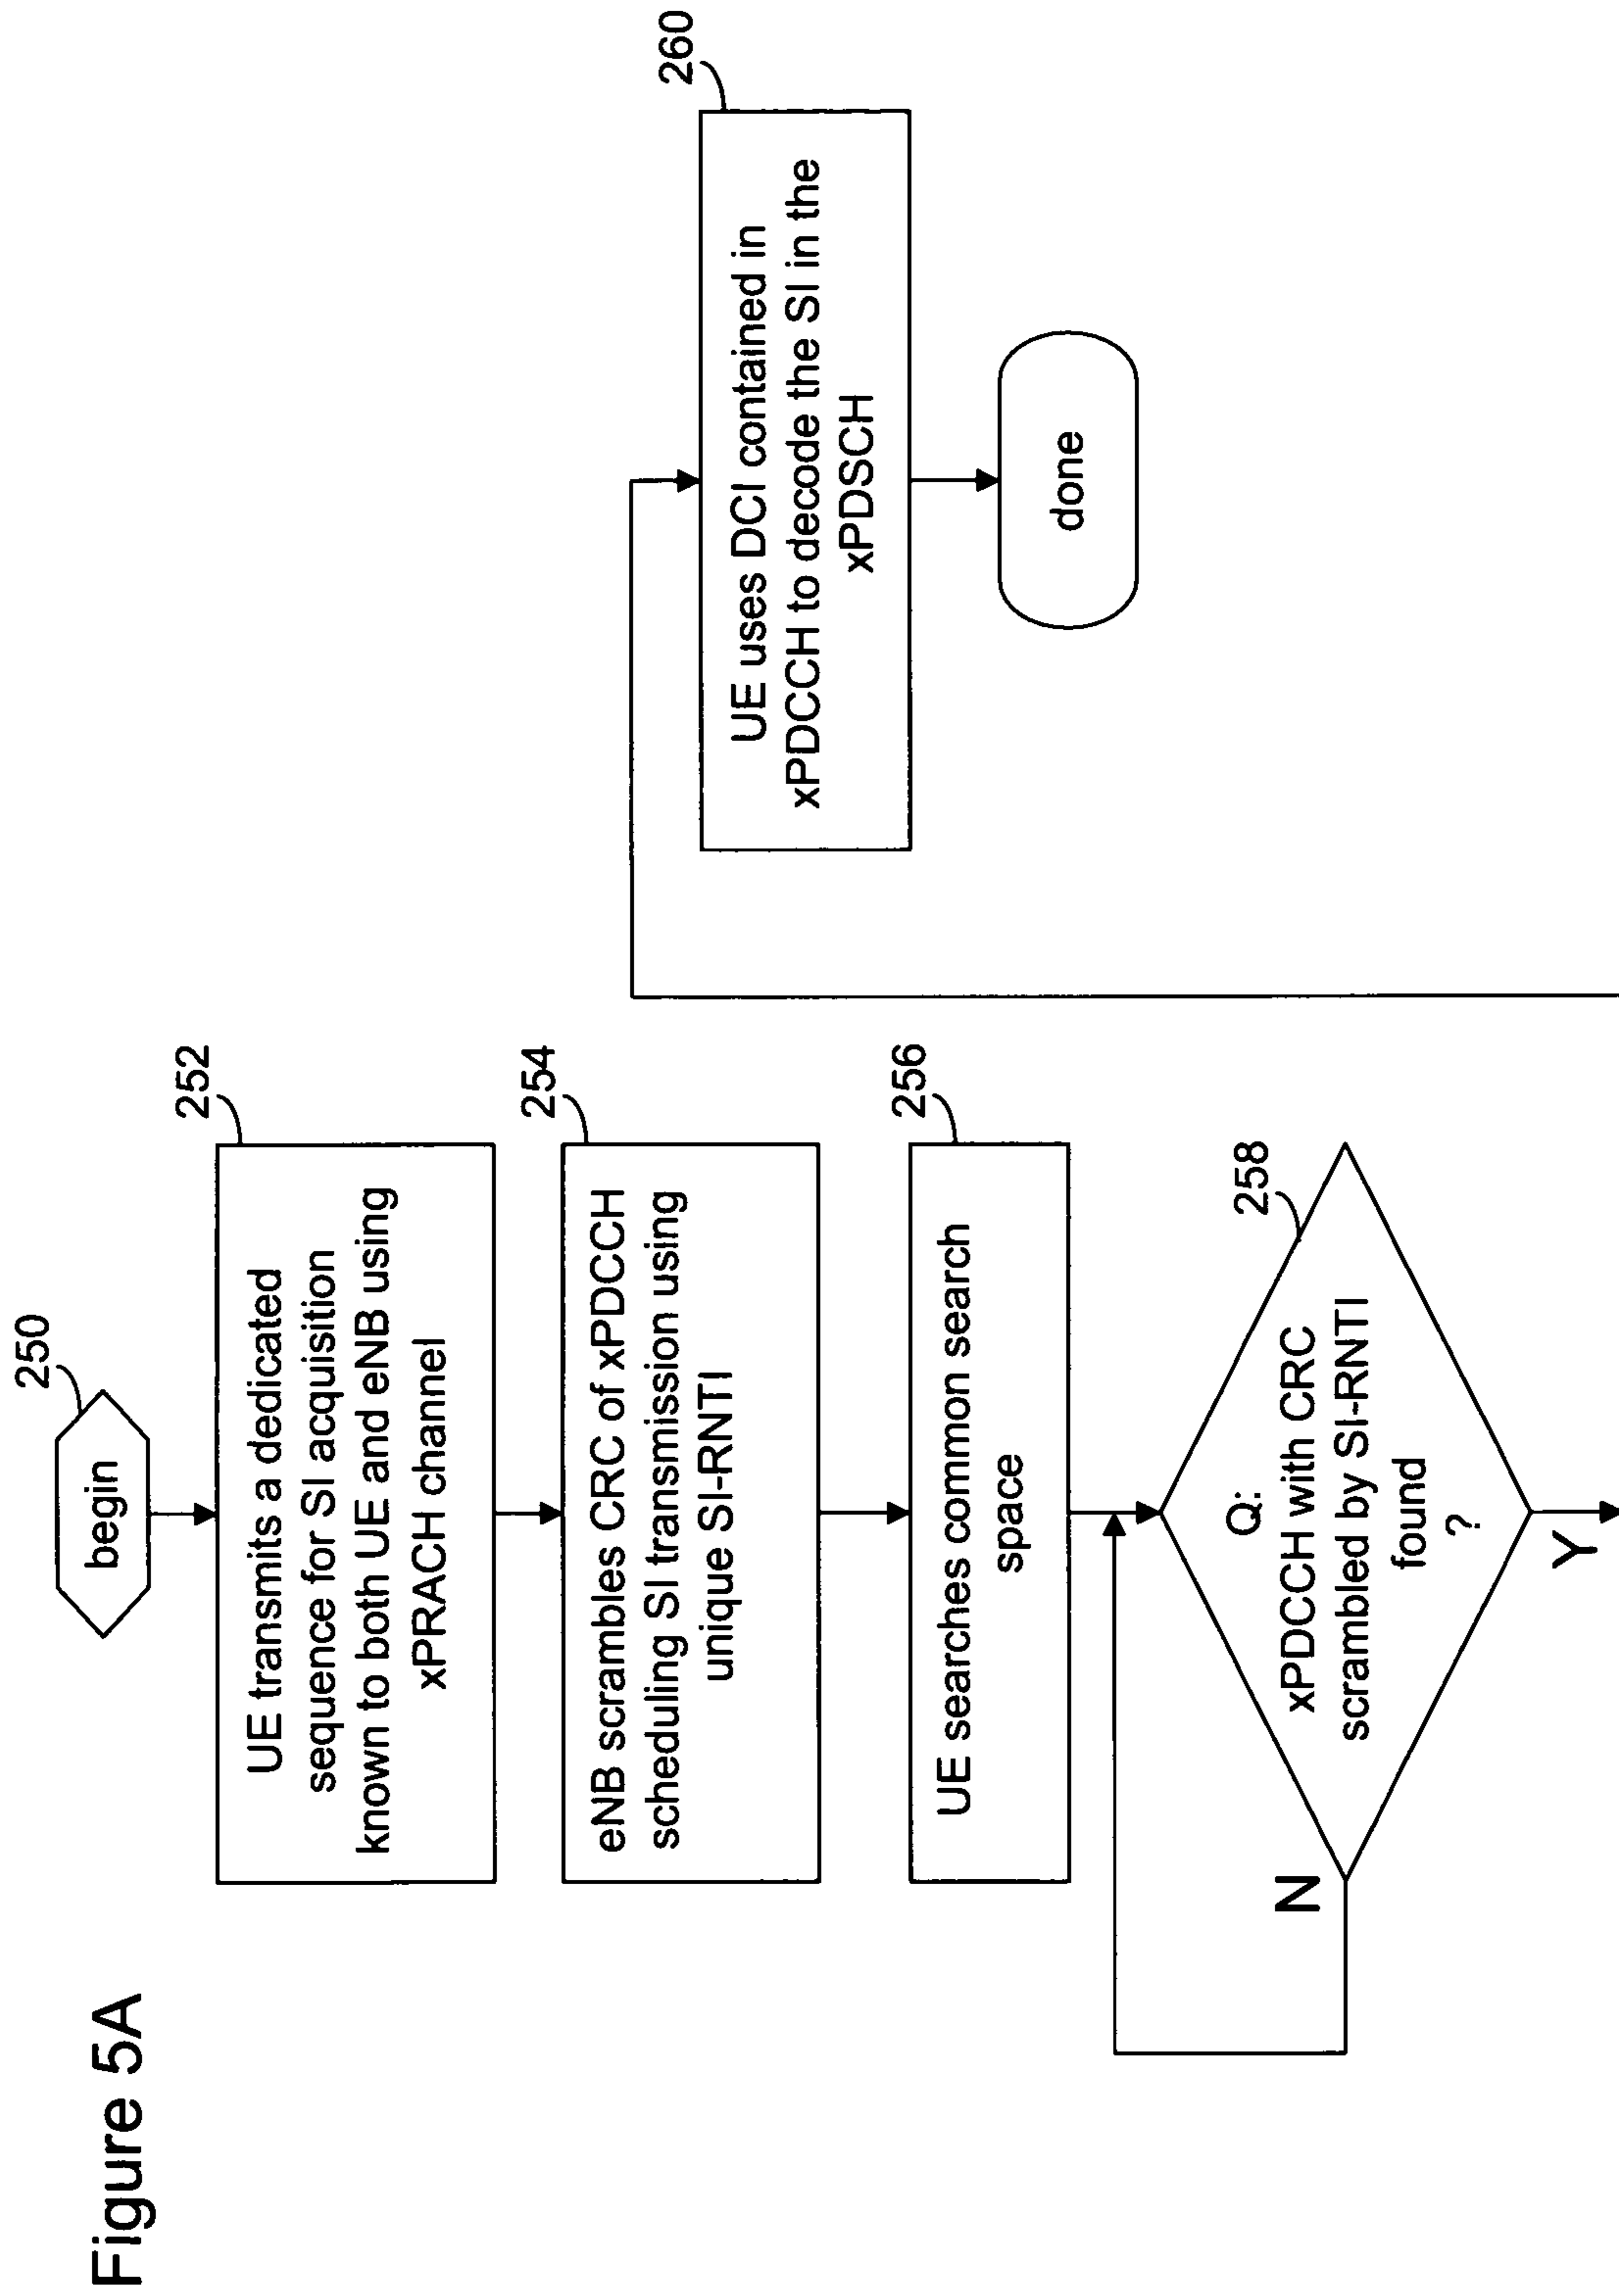 Figure 5A
250
begin
252
UE transmits a dedicated
sequence for SI acquisition
known to both UE and eNB using
xPRACH channel
254
eNB scrambles CRC of xPDCCH
scheduling SI transmission using
unique SI-RNTI
256
UE searches common search
space
258
Q:
xPDCCH with CRC
scrambled by SI-RNTI
found
?
N
Y
260
UE uses DCI contained in
xPDCCH to decode the SI in the
xPDSCH
done